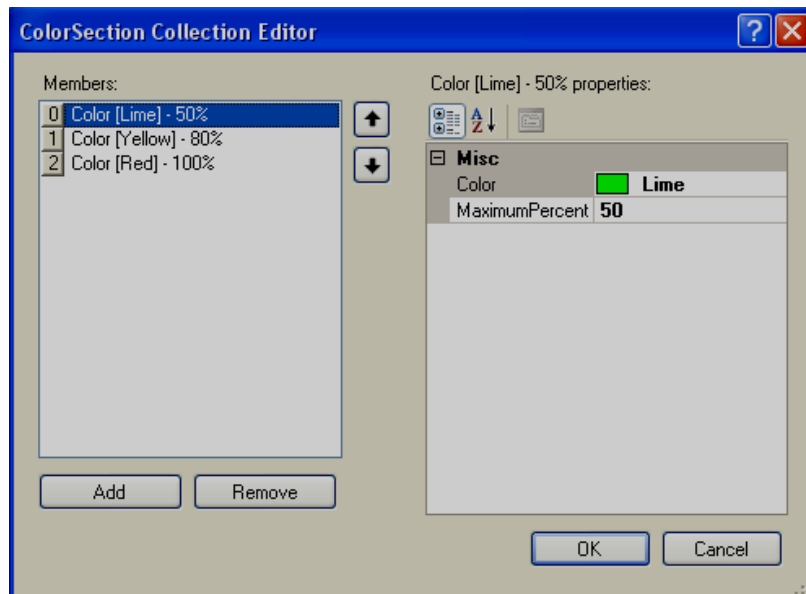 ColorSection Collection Editor
Members:
0 Color [Lime] - 50%
1 Color [Yellow] - 80%
2 Color [Red] - 100%
Add Remove
Color [Lime] - 50% properties:
A
Z
Misc
Color Lime
MaximumPercent 50
OK Cancel